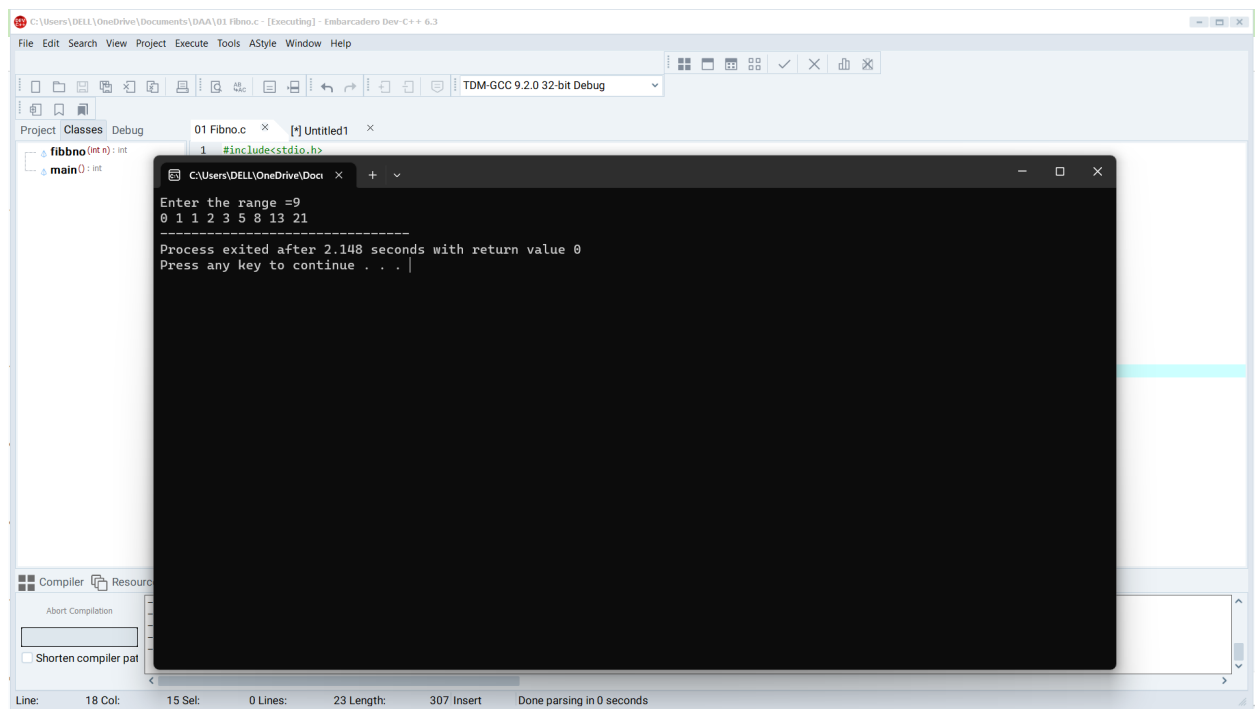 C:\Users\DELL\OneDrive\Documents\DAA\01 Fibno.c - [Executing] - Embarcadero Dev-C++ 6.3
File Edit Search View Project Execute Tools AStyle Window Help
TDM-GCC 9.2.0 32-bit Debug
Project Classes Debug 01 Fibno.c [*] Untitled1
fibbno (int n) : int 1 #include<stdio.h>
main () : int
C:\Users\DELL\OneDrive\Docu
Enter the range =9
0 1 1 2 3 5 8 13 21
--------------------------------
Process exited after 2.148 seconds with return value 0
Press any key to continue . . .
Compiler Resourc
Abort Compilation
Shorten compiler pat
Line: 18 Col: 15 Sel: 0 Lines: 23 Length: 307 Insert Done parsing in 0 seconds